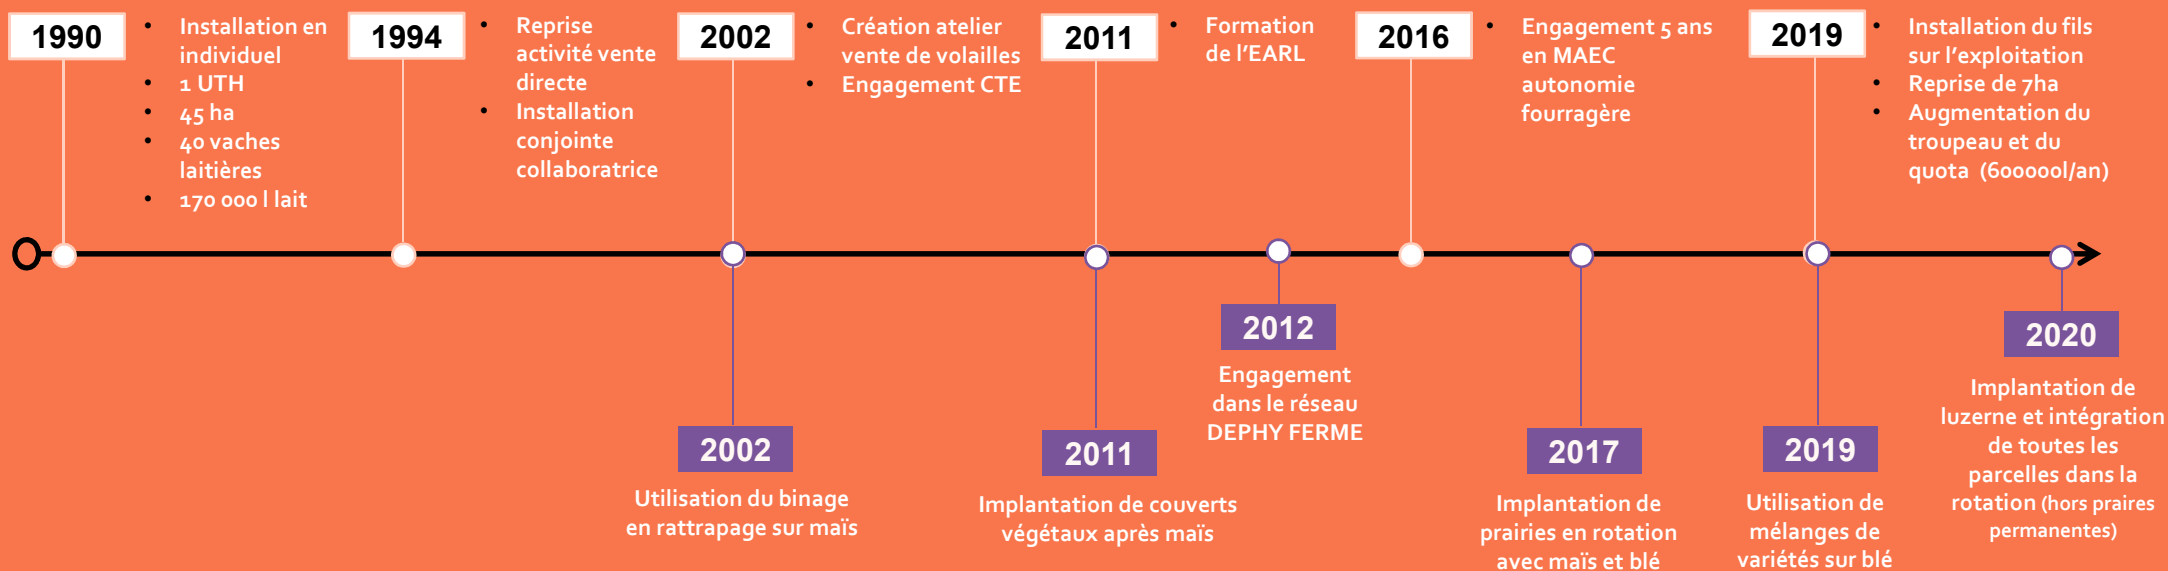 1990
• Installation en
individuel
• 1 UTH
• 45 ha
• 40 vaches
laitières
• 170 000 l lait
1994
• Reprise
activité vente
directe
• Installation
conjointe
collaboratrice
2002
• Création atelier
vente de volailles
• Engagement CTE
2011
• Formation
de l’EARL
2016
• Engagement 5 ans
en MAEC
autonomie
fourragère
2019
• Installation du fils
sur l’exploitation
• Reprise de 7ha
• Augmentation du
troupeau et du
quota (600000l/an)
2002
Utilisation du binage
en rattrapage sur maïs
2011
Implantation de couverts
végétaux après maïs
2012
Engagement
dans le réseau
DEPHY FERME
2017
Implantation de
prairies en rotation
avec maïs et blé
2019
Utilisation de
mélanges de
variétés sur blé
2020
Implantation de
luzerne et intégration
de toutes les
parcelles dans la
rotation (hors praires
permanentes)